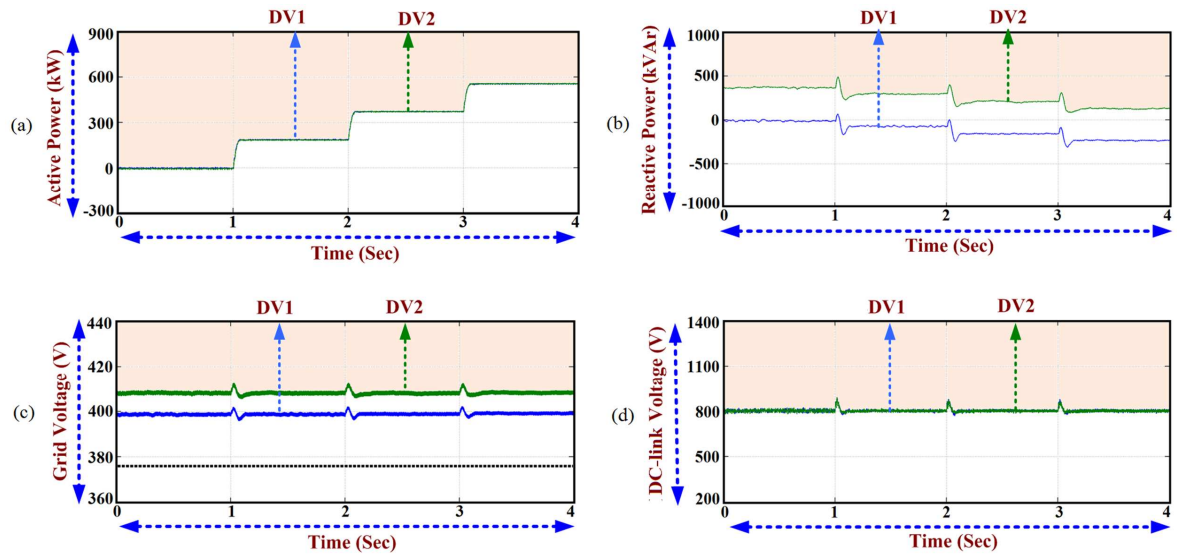 DV1
DV2
(a)
Active Power (kW)
900
600
300
0
-300
0
1
2
3
4
Time (Sec)
DV1
DV2
(b)
Reactive Power (kVAr)
1000
500
0
-500
-1000
0
1
2
3
4
Time (Sec)
DV1
DV2
(c)
Grid Voltage (V)
440
420
400
380
360
0
1
2
3
4
Time (Sec)
DV1
DV2
(d)
DC-link Voltage (V)
1400
1100
800
500
200
0
1
2
3
4
Time (Sec)